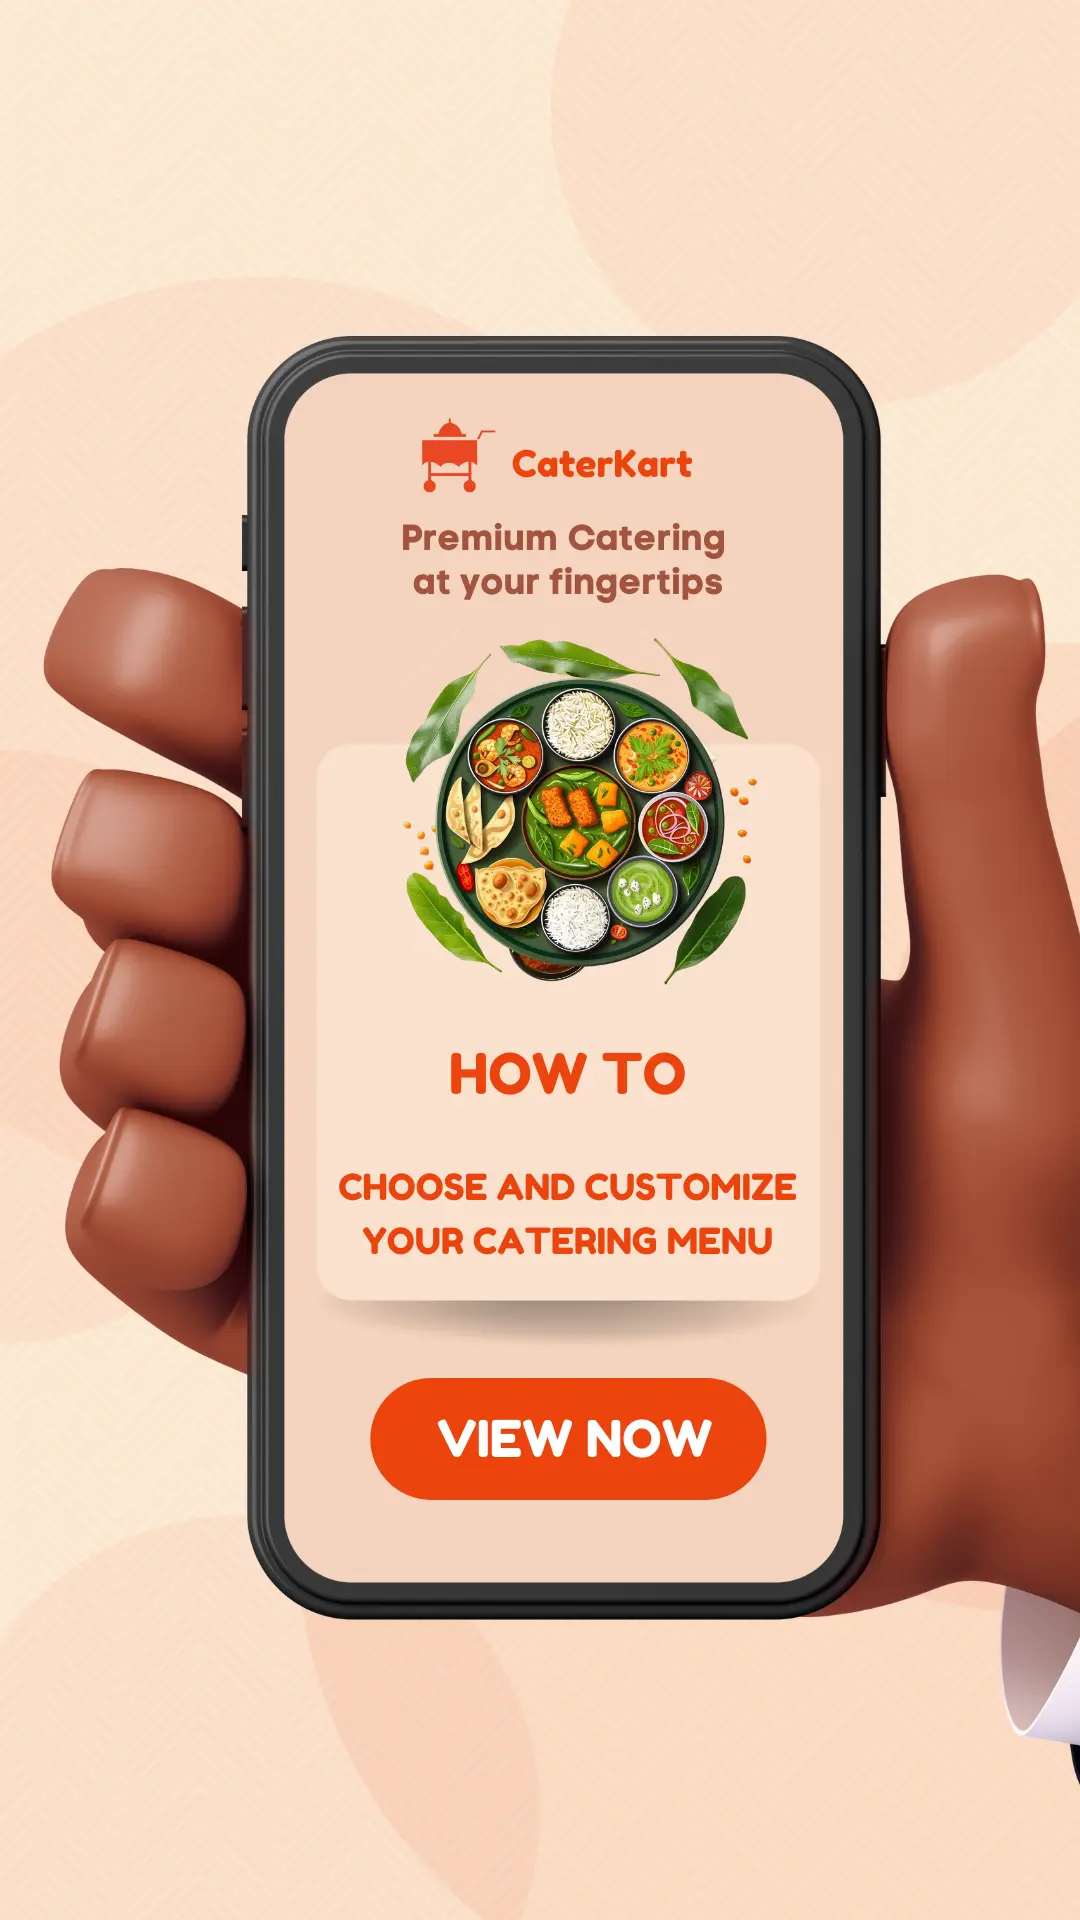 CaterKart
Premium Catering
at your fingertips
HOW TO
CHOOSE AND CUSTOMIZE
YOUR CATERING MENU
VIEW NOW